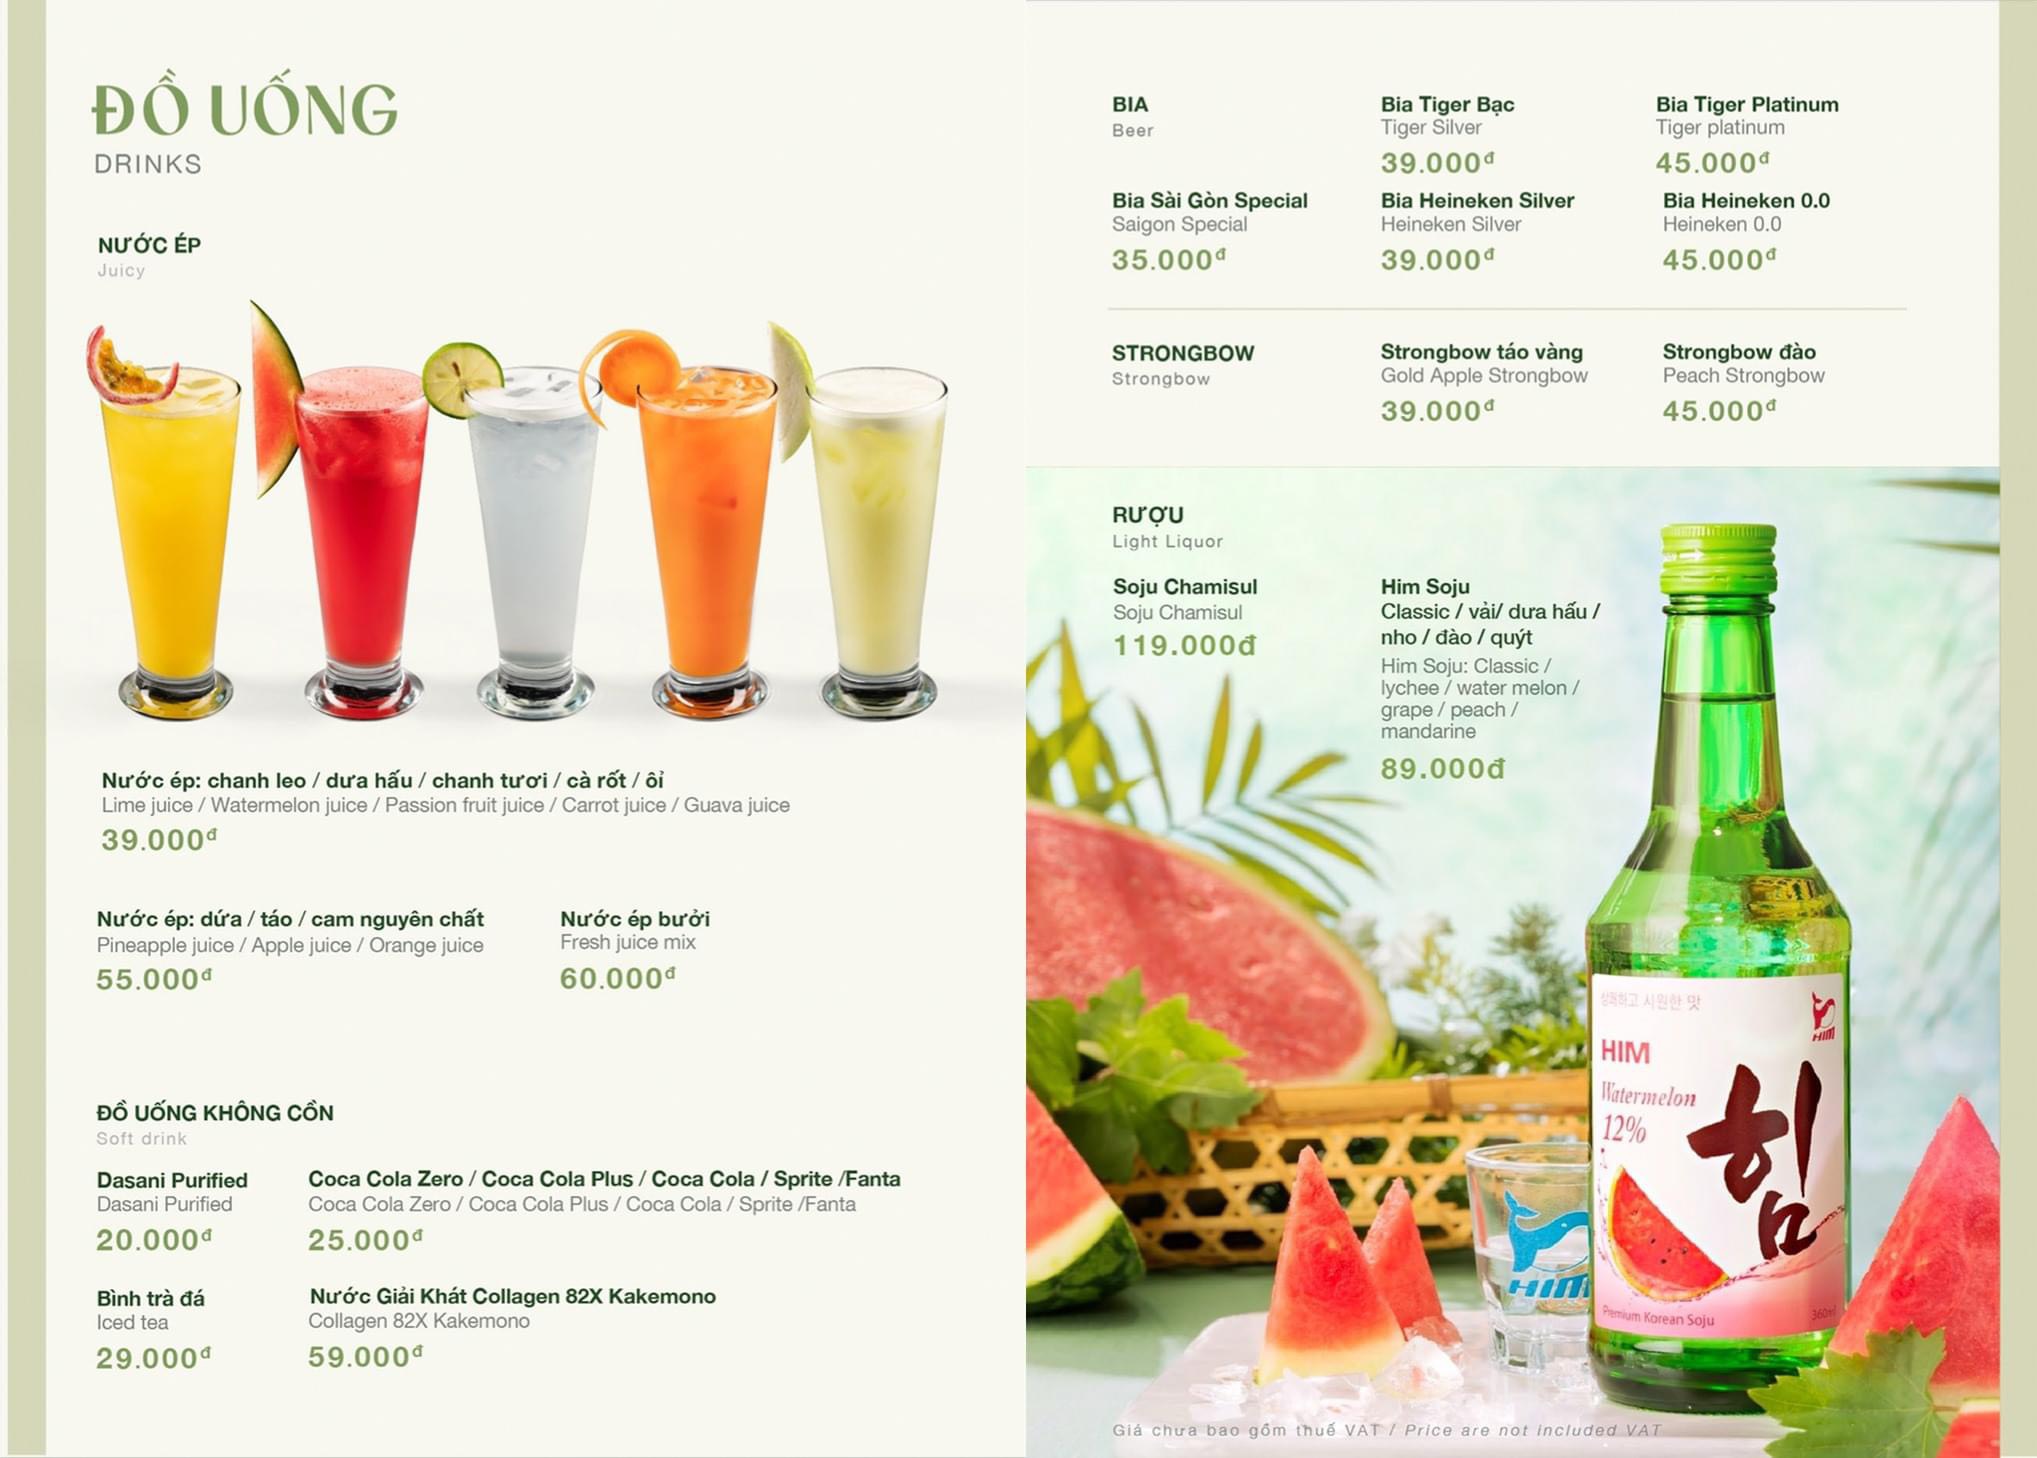 ĐỒ UỐNG
DRINKS
NƯỚC ÉP
Juicy
Nước ép: chanh leo / dưa hấu / chanh tươi / cà rốt / ổi
Lime juice / Watermelon juice / Passion fruit juice / Carrot juice / Guava juice
39.000đ
Nước ép: dứa / táo / cam nguyên chất
Pineapple juice / Apple juice / Orange juice
55.000đ
Nước ép bưởi
Fresh juice mix
60.000đ
ĐỒ UỐNG KHÔNG CỒN
Soft drink
Dasani Purified
Dasani Purified
20.000đ
Coca Cola Zero / Coca Cola Plus / Coca Cola / Sprite /Fanta
Coca Cola Zero / Coca Cola Plus / Coca Cola / Sprite /Fanta
25.000đ
Bình trà đá
Iced tea
29.000đ
Nước Giải Khát Collagen 82X Kakemono
Collagen 82X Kakemono
59.000đ
BIA
Beer
Bia Tiger Bạc
Tiger Silver
39.000đ
Bia Tiger Platinum
Tiger platinum
45.000đ
Bia Sài Gòn Special
Saigon Special
35.000đ
Bia Heineken Silver
Heineken Silver
39.000đ
Bia Heineken 0.0
Heineken 0.0
45.000đ
STRONGBOW
Strongbow
Strongbow táo vàng
Gold Apple Strongbow
39.000đ
Strongbow đào
Peach Strongbow
45.000đ
RƯỢU
Light Liquor
Soju Chamisul
Soju Chamisul
119.000đ
Him Soju
Classic / vải/ dưa hấu /
nho / đào / quýt
Him Soju: Classic /
lychee / water melon /
grape / peach /
mandarine
89.000đ
상쾌하고 시원한 맛
HIM
HIM
Watermelon
12%
힘
HIM
Premium Korean Soju
360ml
Giá chưa bao gồm thuế VAT / Price are not included VAT